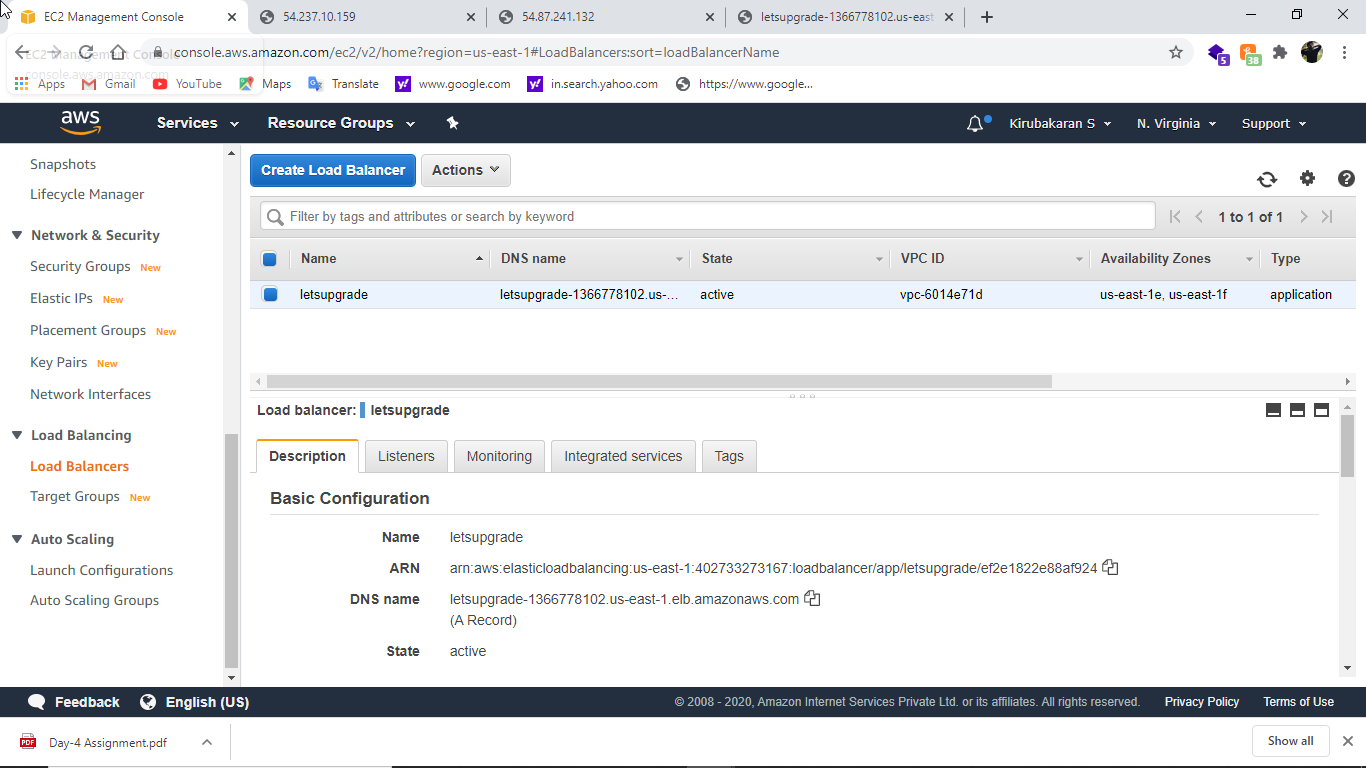 EC2 Management Console
54.237.10.159
54.87.241.132
letsupgrade-1366778102.us-east
console.aws.amazon.com/ec2/v2/home?region=us-east-1#LoadBalancers:sort=loadBalancerName
EC2 Management Console
console.aws.amazon.com
5
38
Apps
Gmail
YouTube
Maps
Translate
www.google.com
in.search.yahoo.com
https://www.google...
aws
Services
Resource Groups
Kirubakaran S
N. Virginia
Support
Snapshots
Lifecycle Manager
Network & Security
Security Groups New
Elastic IPs New
Placement Groups New
Key Pairs New
Network Interfaces
Load Balancing
Load Balancers
Target Groups New
Auto Scaling
Launch Configurations
Auto Scaling Groups
Create Load Balancer
Actions
Filter by tags and attributes or search by keyword
1 to 1 of 1
Name DNS name State VPC ID Availability Zones Type
letsupgrade letsupgrade-1366778102.us-... active vpc-6014e71d us-east-1e, us-east-1f application
Load balancer: letsupgrade
Description Listeners Monitoring Integrated services Tags
Basic Configuration
Name letsupgrade
ARN arn:aws:elasticloadbalancing:us-east-1:402733273167:loadbalancer/app/letsupgrade/ef2e1822e88af924
DNS name letsupgrade-1366778102.us-east-1.elb.amazonaws.com
(A Record)
State active
Feedback
English (US)
© 2008 - 2020, Amazon Internet Services Private Ltd. or its affiliates. All rights reserved.
Privacy Policy
Terms of Use
PDF
Day-4 Assignment.pdf
Show all